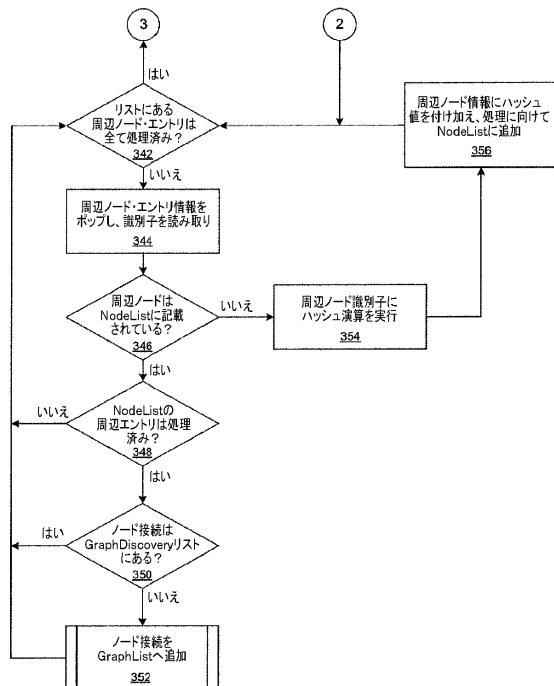 3
2
はい
リストにある
周辺ノード・エントリは
全て処理済み？
342
いいえ
周辺ノード情報にハッシュ
値を付け加え、処理に向けて
NodeListに追加
356
周辺ノード・エントリ情報を
ポップし、識別子を読み取り
344
周辺ノードは
NodeListに記載
されている？
346
いいえ
周辺ノード識別子に
ハッシュ演算を実行
354
はい
NodeListの
周辺エントリは処理
済み？
348
いいえ
はい
ノード接続は
GraphDiscoveryリスト
にある？
350
はい
いいえ
ノード接続を
GraphListへ追加
352